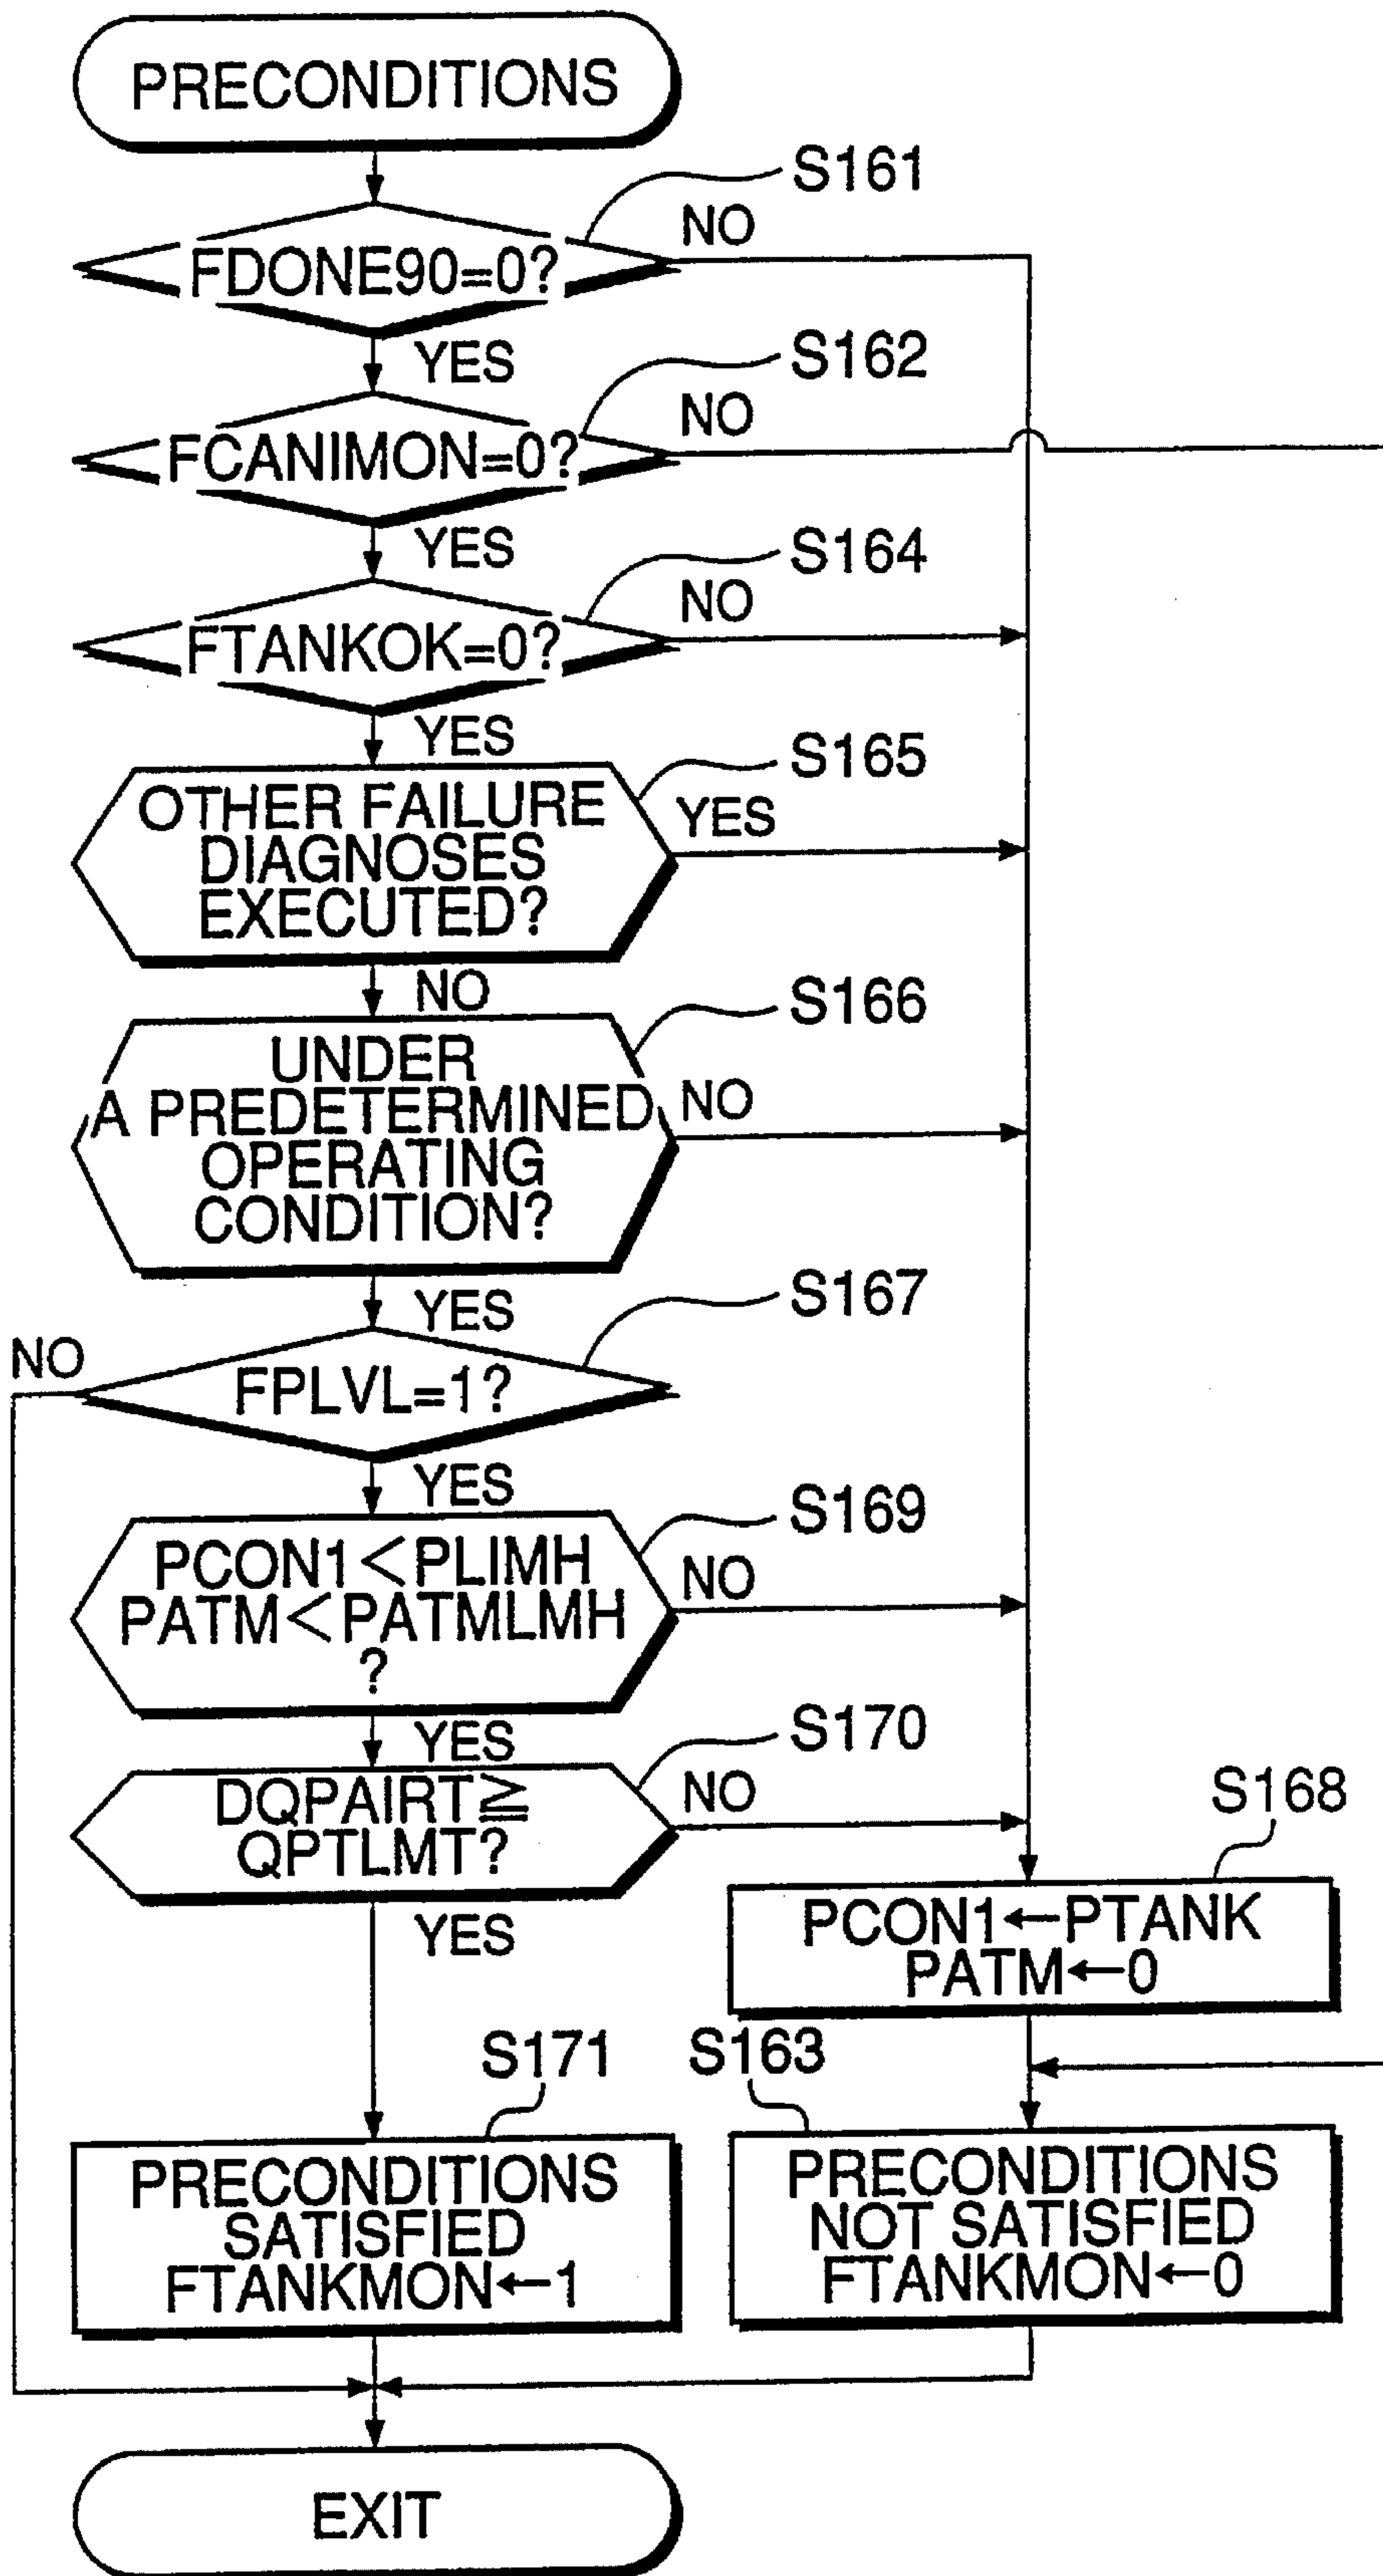 PRECONDITIONS
S161
FDONE90=0?
NO
YES
S162
FCANIMON=0?
NO
YES
S164
FTANKOK=0?
NO
YES
S165
OTHER FAILURE
DIAGNOSES
EXECUTED?
YES
NO
S166
UNDER
A PREDETERMINED
OPERATING
CONDITION?
NO
YES
S167
FPLVL=1?
NO
YES
S169
PCON1<PLIMH
PATM<PATMLMH
?
NO
YES
S170
DQPAIRT≧
QPTLMT?
NO
YES
S168
PCON1←PTANK
PATM←0
S171
PRECONDITIONS
SATISFIED
FTANKMON←1
S163
PRECONDITIONS
NOT SATISFIED
FTANKMON←0
EXIT